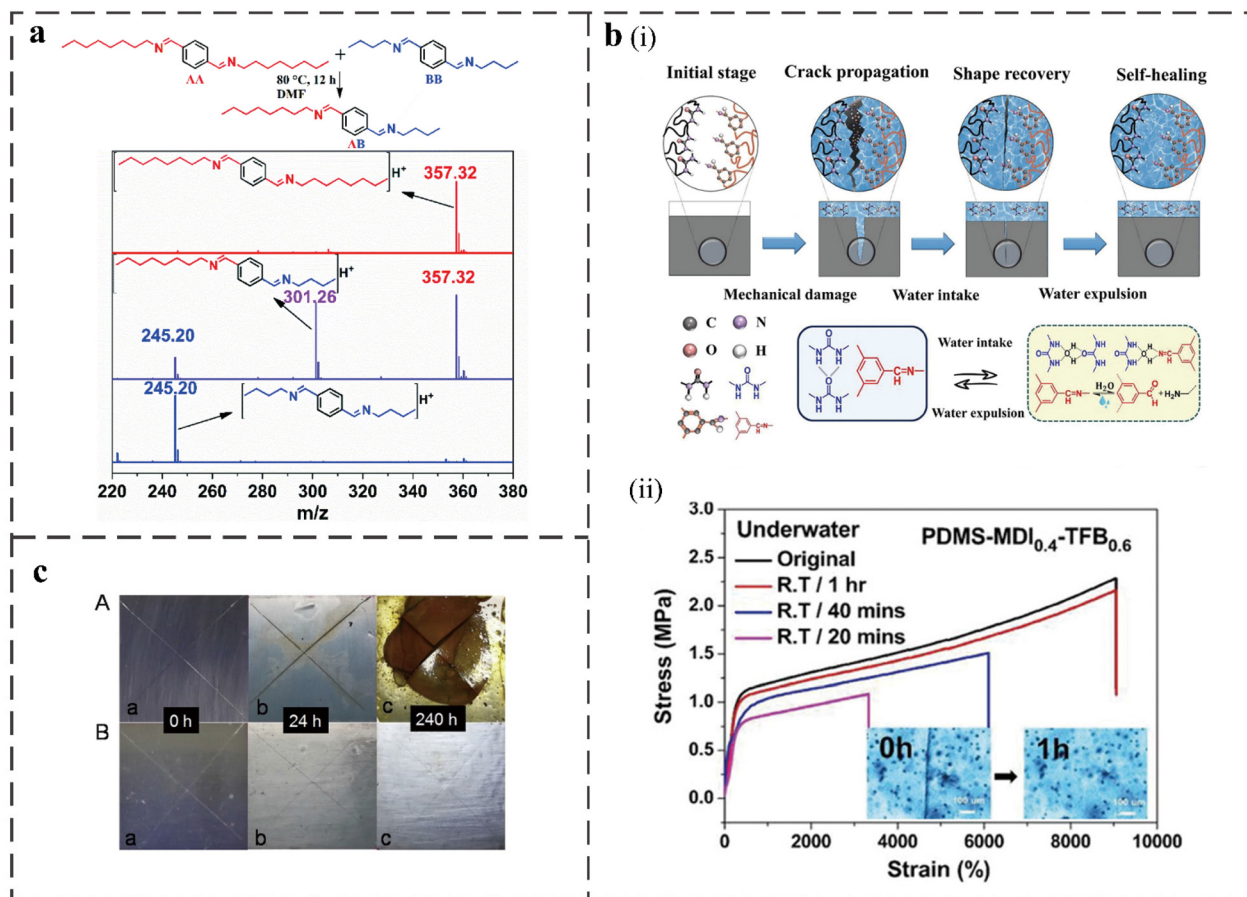 a
AA
+
BB
80 °C, 12 h
DMF
AB
H⁺
357.32
H⁺
301.26
357.32
245.20
245.20
H⁺
220 240 260 280 300 320 340 360 380
m/z
b (i)
Initial stage
Crack propagation
Shape recovery
Self-healing
Mechanical damage
Water intake
Water expulsion
C N
O H
Water intake
Water expulsion
H₂O
(ii)
Underwater
PDMS-MDI₀.₄-TFB₀.₆
Original
R.T / 1 hr
R.T / 40 mins
R.T / 20 mins
Stress (MPa)
3.0
2.5
2.0
1.5
1.0
0.5
0.0
0h
1h
100 um
100 um
0 2000 4000 6000 8000 10000
Strain (%)
c
A
a
0 h
b
24 h
c
240 h
B
a
b
c